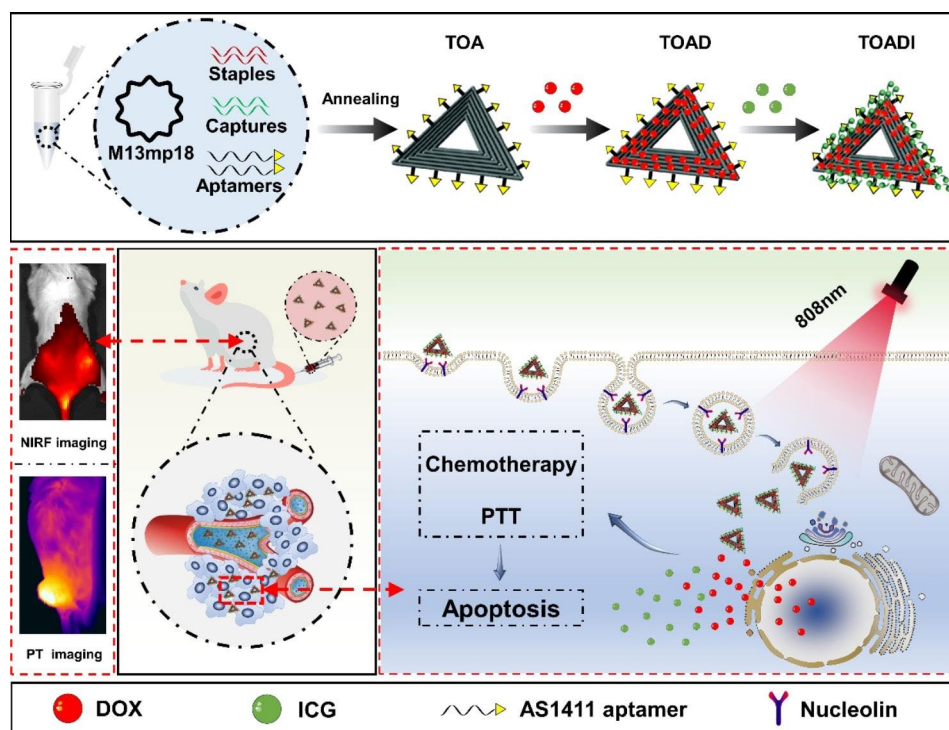 TOA
TOAD
TOADI
Staples
Captures
M13mp18
Aptamers
Annealing
808nm
NIRF imaging
PT imaging
Chemotherapy
PTT
Apoptosis
DOX
ICG
AS1411 aptamer
Nucleolin